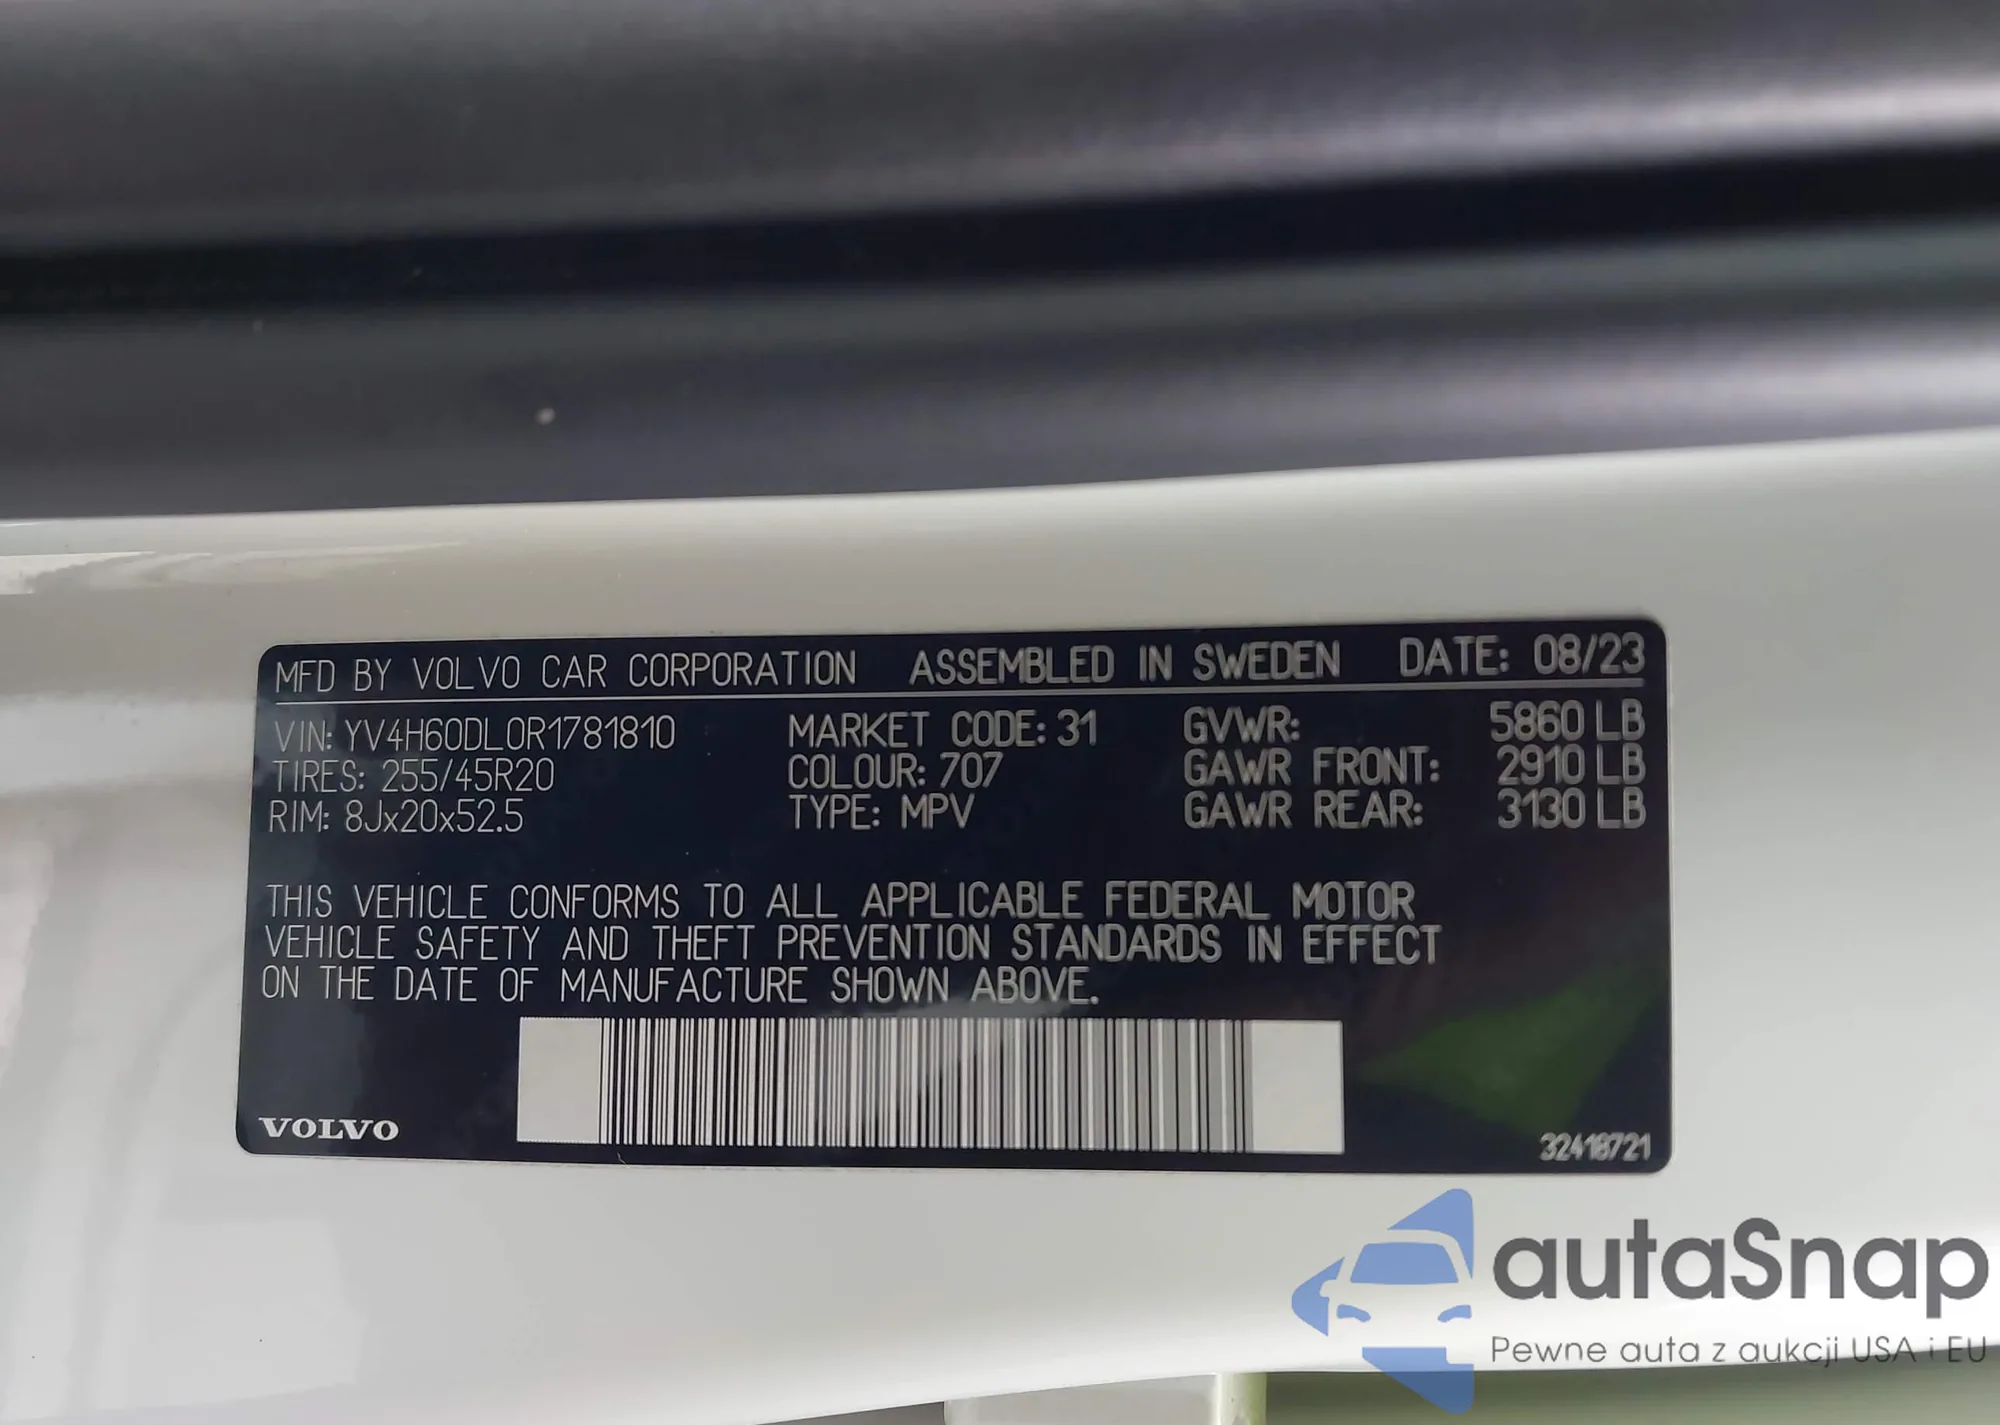 MFD BY VOLVO CAR CORPORATION ASSEMBLED IN SWEDEN DATE: 08/23
VIN: YV4H60DL0R1781810 MARKET CODE: 31 GVWR: 5860 LB
TIRES: 255/45R20 COLOUR: 707 GAWR FRONT: 2910 LB
RIM: 8Jx20x52.5 TYPE: MPV GAWR REAR: 3130 LB
THIS VEHICLE CONFORMS TO ALL APPLICABLE FEDERAL MOTOR
VEHICLE SAFETY AND THEFT PREVENTION STANDARDS IN EFFECT
ON THE DATE OF MANUFACTURE SHOWN ABOVE.
VOLVO
32418721
autaSnap
Pewne auta z aukcji USA i EU